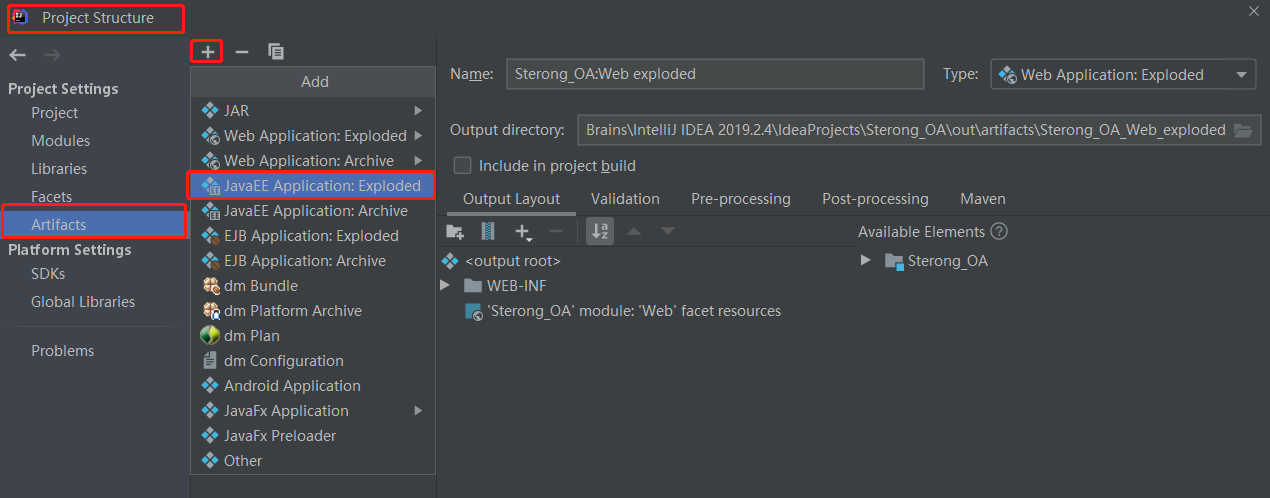 Project Structure
Project Settings
Project
Modules
Libraries
Facets
Artifacts
Platform Settings
SDKs
Global Libraries
Problems
Add
JAR
Web Application: Exploded
Web Application: Archive
JavaEE Application: Exploded
JavaEE Application: Archive
EJB Application: Exploded
EJB Application: Archive
dm Bundle
dm Platform Archive
dm Plan
dm Configuration
Android Application
JavaFx Application
JavaFx Preloader
Other
Name: Sterong_OA:Web exploded Type: Web Application: Exploded
Output directory: Brains\IntelliJ IDEA 2019.2.4\IdeaProjects\Sterong_OA\out\artifacts\Sterong_OA_Web_exploded
Include in project build
Output Layout Validation Pre-processing Post-processing Maven
Available Elements ?
<output root> Sterong_OA
WEB-INF
'Sterong_OA' module: 'Web' facet resources